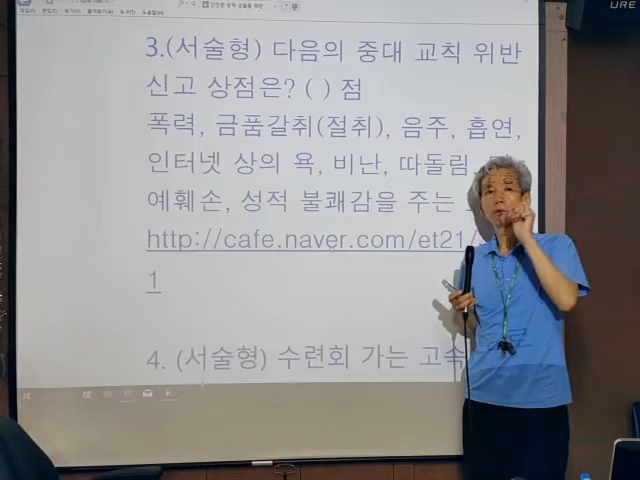 3.(서술형) 다음의 중대 교칙 위반
신고 상점은? ( ) 점
폭력, 금품갈취(절취), 음주, 흡연,
인터넷 상의 욕, 비난, 따돌림,
예훼손, 성적 불쾌감을 주는
http://cafe.naver.com/et21/
1
4. (서술형) 수련회 가는 고속
URE